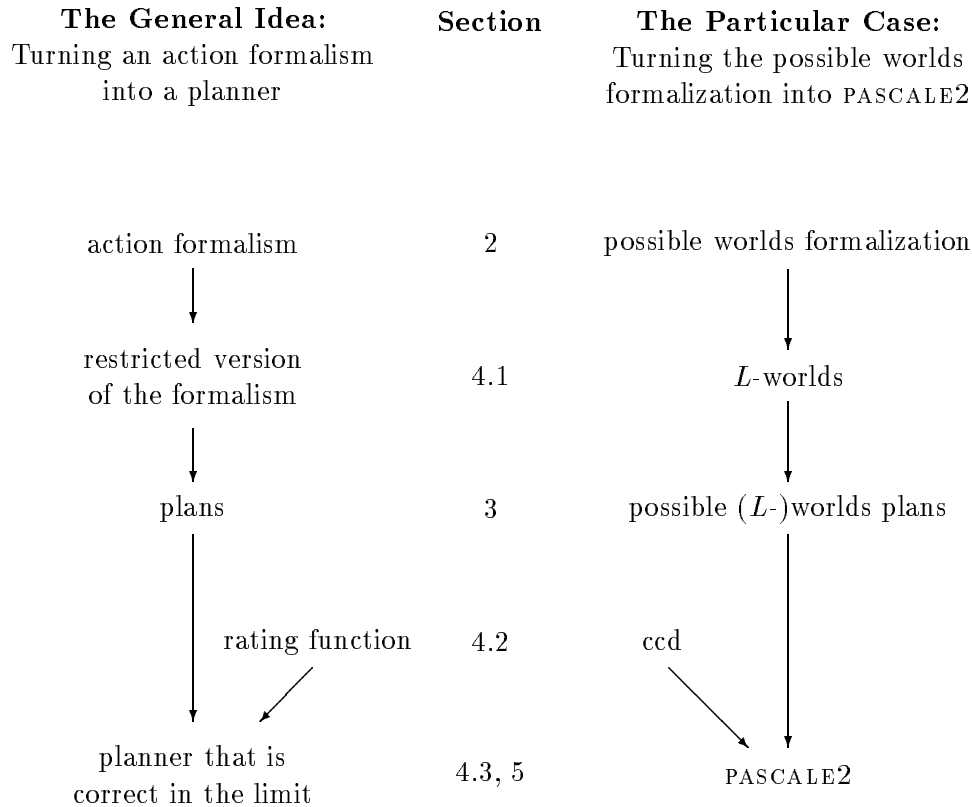 The General Idea: Section The Particular Case:
Turning an action formalism Turning the possible worlds
into a planner formalization into PASCALE2
action formalism 2 possible worlds formalization
restricted version
of the formalism 4.1 L-worlds
plans 3 possible (L-)worlds plans
rating function 4.2 ccd
planner that is
correct in the limit 4.3, 5 PASCALE2